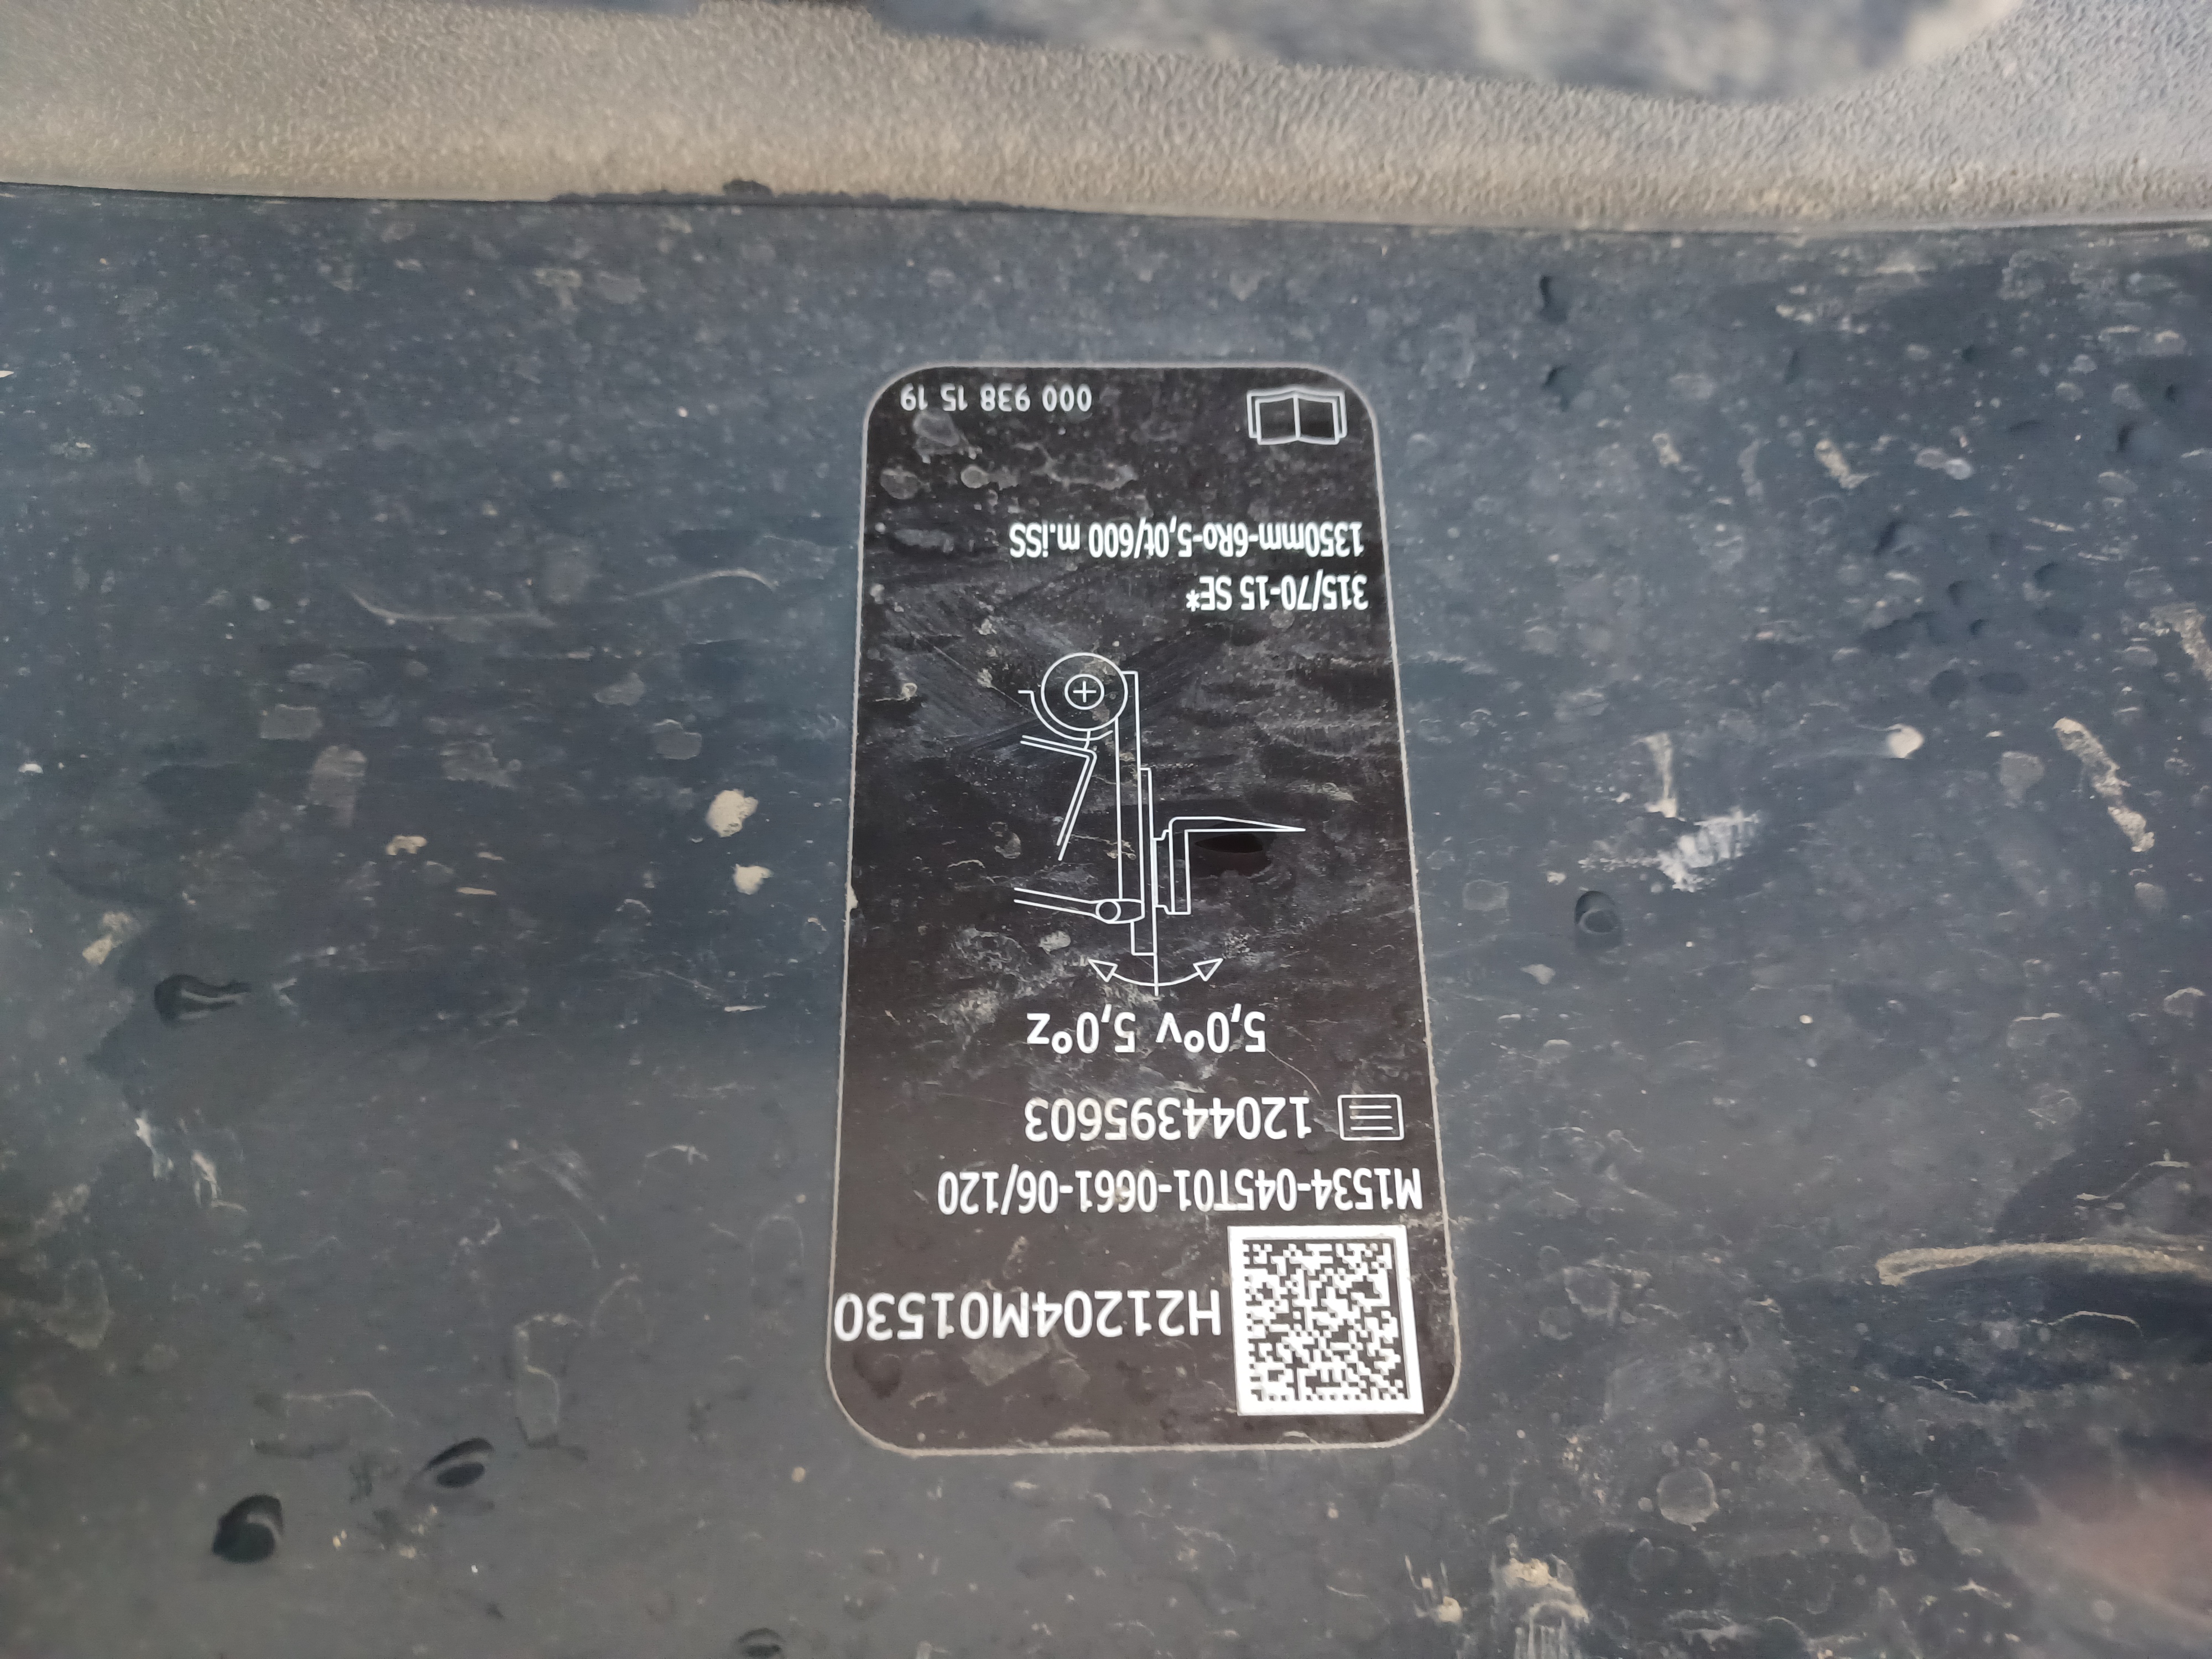 H21204M01530
M1534-045T01-0661-06/120
12044395603
5,0°v 5,0°z
315/70-15 SE*
1350mm-6Ro-5,0t/600 m.iSS
000 938 15 19